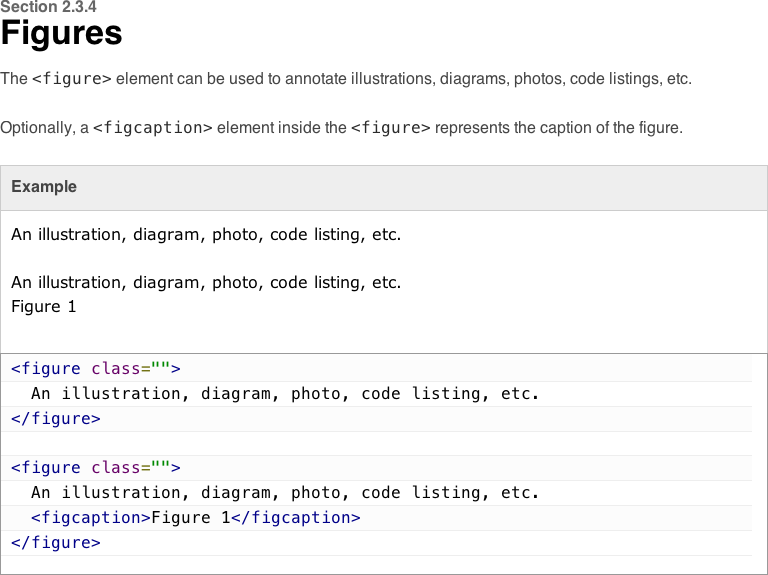 Section 2.3.4
Figures
The <figure> element can be used to annotate illustrations, diagrams, photos, code listings, etc.
Optionally, a <figcaption> element inside the <figure> represents the caption of the figure.
Example
An illustration, diagram, photo, code listing, etc.
An illustration, diagram, photo, code listing, etc.
Figure 1
<figure class="">
  An illustration, diagram, photo, code listing, etc.
</figure>
<figure class="">
  An illustration, diagram, photo, code listing, etc.
  <figcaption>Figure 1</figcaption>
</figure>